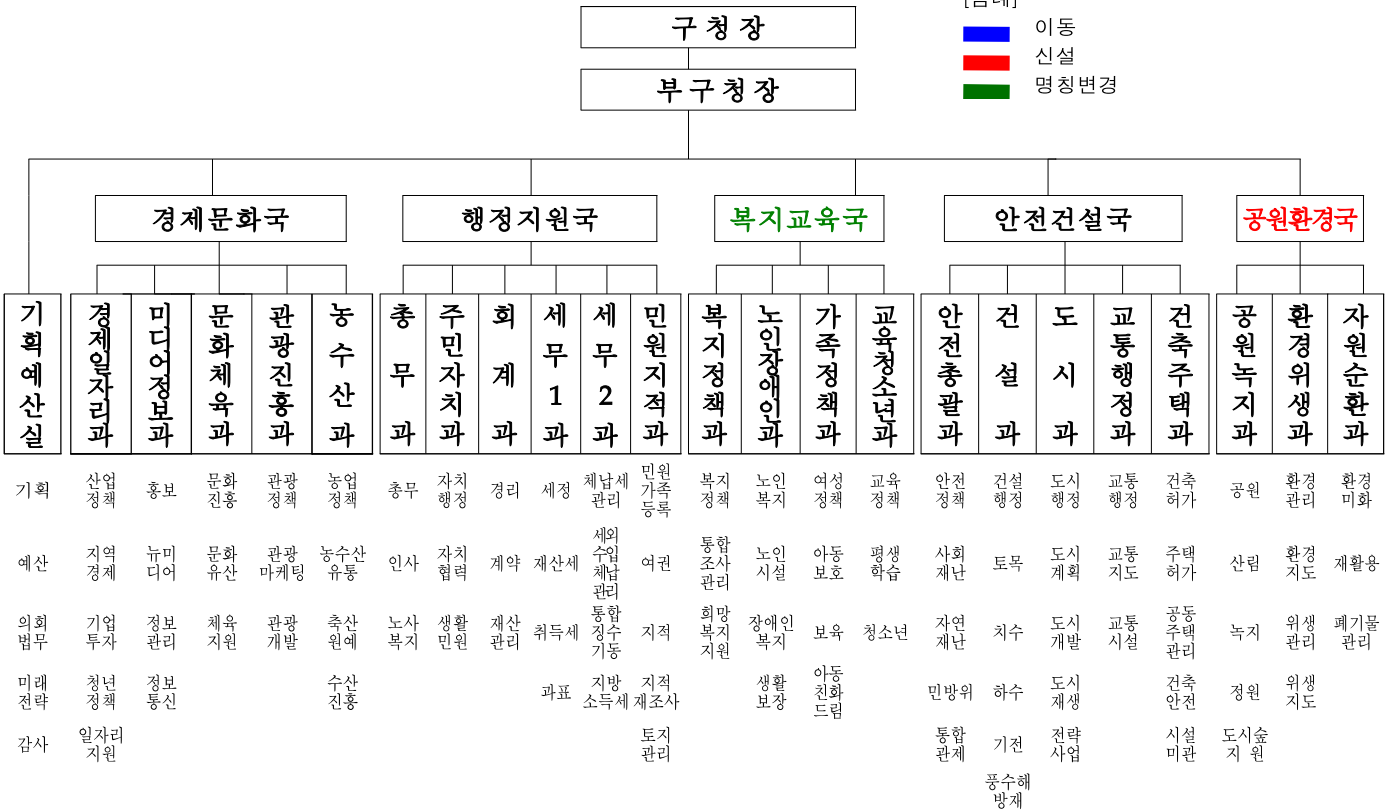 [범례]
이동
신설
명칭변경
구청장
부구청장
경제문화국
행정지원국
복지교육국
안전건설국
공원환경국
기획예산실
경제일자리과
미디어정보과
문화체육과
관광진흥과
농수산과
총무과
주민자치과
회계과
세무1과
세무2과
민원지적과
복지정책과
노인장애인과
가족정책과
교육청소년과
안전총괄과
건설과
도시과
교통행정과
건축주택과
공원녹지과
환경위생과
자원순환과
기획
예산
의회
법무
미래
전략
감사
산업
정책
지역
경제
기업
투자
청년
정책
일자리
지원
홍보
뉴미
디어
정보
관리
정보
통신
문화
진흥
문화
유산
체육
지원
관광
정책
관광
마케팅
관광
개발
농업
정책
농수산
유통
축산
원예
수산
진흥
총무
인사
노사
복지
자치
행정
자치
협력
생활
민원
경리
계약
재산
관리
세정
재산세
취득세
과표
체납세
관리
세외
수입
체납
관리
통합
징수
기동
지방
소득세
민원
가족
등록
여권
지적
지적
재조사
토지
관리
복지
정책
통합
조사
관리
희망
복지
지원
노인
복지
노인
시설
장애인
복지
생활
보장
여성
정책
아동
보호
보육
아동
친화
드림
교육
정책
평생
학습
청소년
안전
정책
사회
재난
자연
재난
민방위
통합
관제
건설
행정
토목
치수
하수
기전
풍수해
방재
도시
행정
도시
계획
도시
개발
도시
재생
전략
사업
교통
행정
교통
지도
교통
시설
건축
허가
주택
허가
공동
주택
관리
건축
안전
시설
미관
공원
산림
녹지
정원
도시숲
지 원
환경
관리
환경
지도
위생
관리
위생
지도
환경
미화
재활용
폐기물
관리